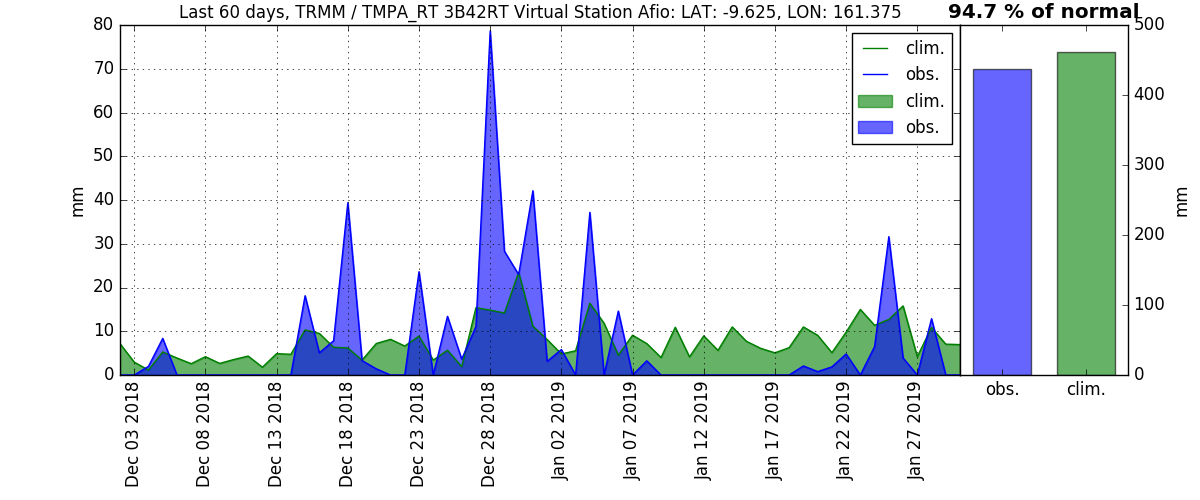 Last 60 days, TRMM / TMPA_RT 3B42RT Virtual Station Afio: LAT: -9.625, LON: 161.375
94.7 % of normal
80
70
60
50
40
30
20
10
0
mm
clim.
obs.
clim.
obs.
500
400
300
200
100
0
mm
Dec 03 2018
Dec 08 2018
Dec 13 2018
Dec 18 2018
Dec 23 2018
Dec 28 2018
Jan 02 2019
Jan 07 2019
Jan 12 2019
Jan 17 2019
Jan 22 2019
Jan 27 2019
obs.
clim.